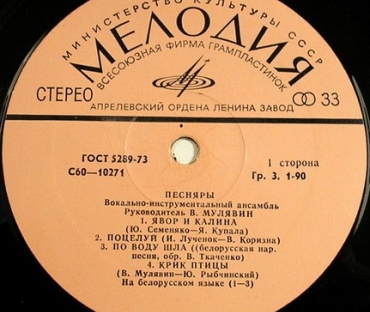 МИНИСТЕРСТВО КУЛЬТУРЫ СССР
МЕЛОДИЯ
ВСЕСОЮЗНАЯ ФИРМА ГРАМПЛАСТИНОК
СТЕРЕО 33
АПРЕЛЕВСКИЙ ОРДЕНА ЛЕНИНА ЗАВОД
ГОСТ 5289-73
С60—10271
1 сторона
Гр. 3. 1-90
ПЕСНЯРЫ
Вокально-инструментальный ансамбль
Руководитель В. МУЛЯВИН
1. ЯВОР И КАЛИНА
(Ю. Семеняко—Я. Купала)
2. ПОЦЕЛУЙ (И. Лученок—В. Коризна)
3. ПО ВОДУ ШЛА ((белорусская нар.
песня, обр. В. Ткаченко)
4. КРИК ПТИЦЫ
(В. Мулявин—Ю. Рыбчинский)
На белорусском языке (1—3)